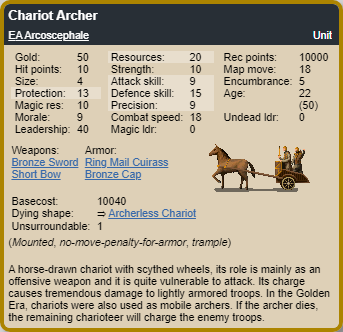 Chariot Archer
EA Arcoscephale Unit
Gold: 50 Resources: 20 Rec points: 10000
Hit points: 10 Strength: 10 Map move: 18
Size: 4 Attack skill: 9 Encumbrance: 5
Protection: 13 Defence skill: 15 Age: 22
Magic res: 10 Precision: 9 (50)
Morale: 9 Combat speed: 18 Undead ldr: 0
Leadership: 40 Magic ldr: 0
Weapons: Armor:
Bronze Sword Ring Mail Cuirass
Short Bow Bronze Cap
Basecost: 10040
Dying shape: ⇒ Archerless Chariot
Unsurroundable: 1
(Mounted, no-move-penalty-for-armor, trample)
A horse-drawn chariot with scythed wheels, its role is mainly as an
offensive weapon and it is quite vulnerable to attack. Its charge
causes tremendous damage to lightly armored troops. In the Golden
Era, chariots were also used as mobile archers. If the archer dies,
the remaining charioteer will charge the enemy troops.